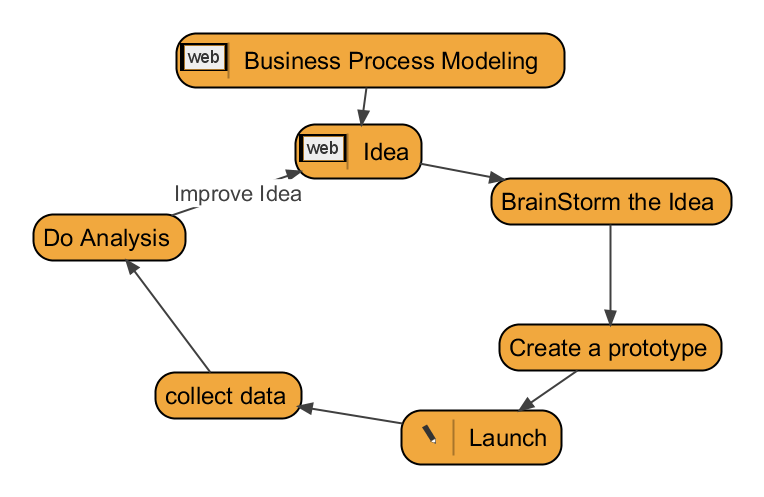 web Business Process Modeling
web Idea
Improve Idea
BrainStorm the Idea
Do Analysis
Create a prototype
collect data
Launch